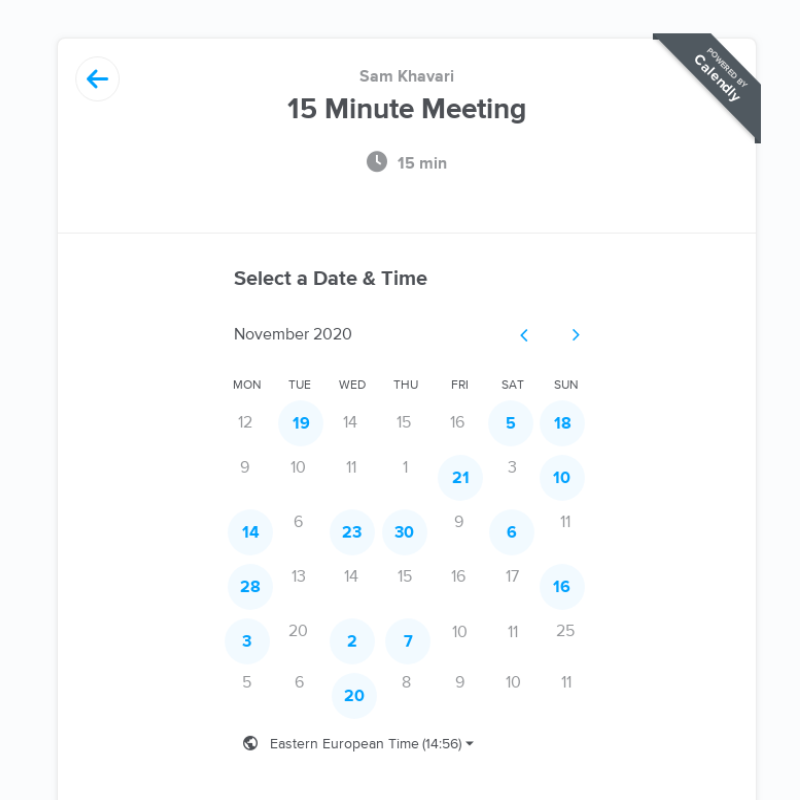 Sam Khavari
15 Minute Meeting
15 min
POWERED BY
Calendly
Select a Date & Time
November 2020
MON TUE WED THU FRI SAT SUN
12 19 14 15 16 5 18
9 10 11 1 21 3 10
14 6 23 30 9 6 11
28 13 14 15 16 17 16
3 20 2 7 10 11 25
5 6 20 8 9 10 11
Eastern European Time (14:56)